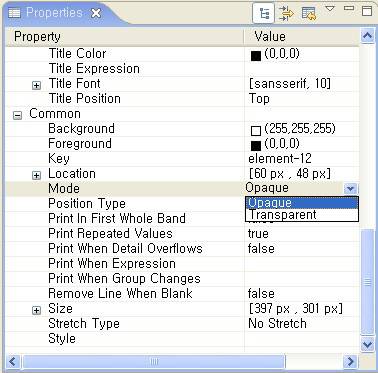 Properties
Property Value
Title Color (0,0,0)
Title Expression
Title Font [sansserif, 10]
Title Position Top
Common
Background (255,255,255)
Foreground (0,0,0)
Key element-12
Location [60 px , 48 px]
Mode Opaque
Position Type Opaque
Print In First Whole Band Transparent
Print Repeated Values true
Print When Detail Overflows false
Print When Expression
Print When Group Changes
Remove Line When Blank false
Size [397 px , 301 px]
Stretch Type No Stretch
Style